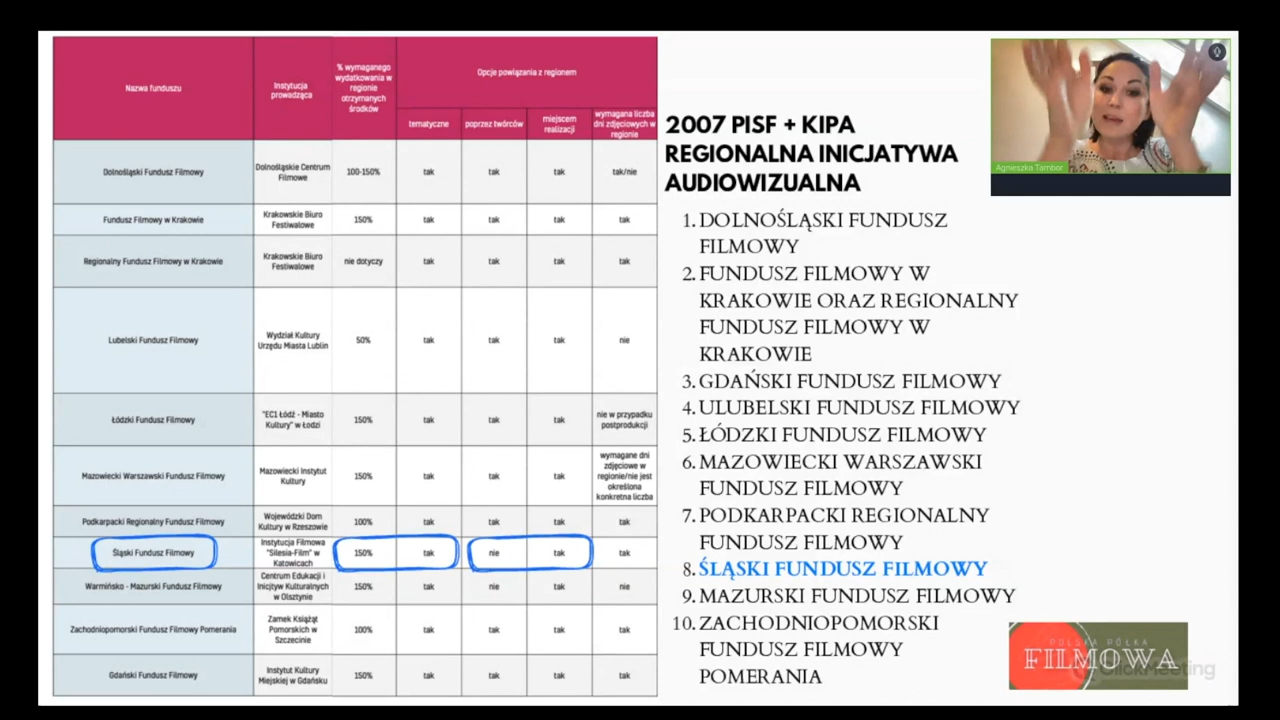 Nazwa funduszu
Instytucja
prowadząca
% wymaganego
wydatkowania w
regionie
otrzymanych
środków
Opcje powiązania z regionem
tematyczne
poprzez twórców
miejscem
realizacji
wymagana liczba
dni zdjęciowych w
regionie
Dolnośląski Fundusz Filmowy
Dolnośląskie Centrum
Filmowe
100-150%
tak
tak
tak
tak/nie
Fundusz Filmowy w Krakowie
Krakowskie Biuro
Festiwalowe
150%
tak
tak
tak
tak
Regionalny Fundusz Filmowy w Krakowie
Krakowskie Biuro
Festiwalowe
nie dotyczy
tak
tak
tak
tak
Lubelski Fundusz Filmowy
Wydział Kultury
Urzędu Miasta Lublin
50%
tak
tak
tak
nie
Łódzki Fundusz Filmowy
"EC1 Łódź - Miasto
Kultury" w Łodzi
150%
tak
tak
tak
nie w przypadku
postprodukcji
Mazowiecki Warszawski Fundusz Filmowy
Mazowiecki Instytut
Kultury
150%
tak
tak
tak
wymagane dni
zdjęciowe w
regionie/nie jest
określona
konkretna liczba
Podkarpacki Regionalny Fundusz Filmowy
Wojewódzki Dom
Kultury w Rzeszowie
100%
tak
tak
tak
tak
Śląski Fundusz Filmowy
Instytucja Filmowa
"Silesia-Film" w
Katowicach
150%
tak
nie
tak
tak
Warmińsko - Mazurski Fundusz Filmowy
Centrum Edukacji i
Inicjtyw Kulturalnych
w Olsztynie
150%
tak
nie
tak
nie
Zachodniopomorski Fundusz Filmowy Pomerania
Zamek Książąt
Pomorskich w
Szczecinie
100%
tak
tak
tak
tak
Gdański Fundusz Filmowy
Instytut Kultury
Miejskiej w Gdańsku
150%
tak
tak
tak
tak
2007 PISF + KIPA
REGIONALNA INICJATYWA
AUDIOWIZUALNA
1. DOLNOŚLĄSKI FUNDUSZ
FILMOWY
2. FUNDUSZ FILMOWY W
KRAKOWIE ORAZ REGIONALNY
FUNDUSZ FILMOWY W
KRAKOWIE
3. GDAŃSKI FUNDUSZ FILMOWY
4. ULUBELSKI FUNDUSZ FILMOWY
5. ŁÓDZKI FUNDUSZ FILMOWY
6. MAZOWIECKI WARSZAWSKI
FUNDUSZ FILMOWY
7. PODKARPACKI REGIONALNY
FUNDUSZ FILMOWY
8. ŚLĄSKI FUNDUSZ FILMOWY
9. MAZURSKI FUNDUSZ FILMOWY
10. ZACHODNIOPOMORSKI
FUNDUSZ FILMOWY
POMERANIA
Agnieszka Tambor
POLSKA PÓŁKA
FILMOWA
ClickMeeting